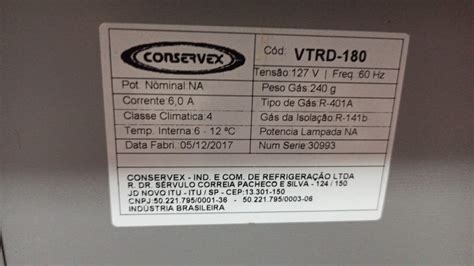 CONSERVEX
Cód. VTRD-180
Tensão: 127 V | Freq. 60 Hz
Pot. Nominal NA
Peso Gás: 240 g
Corrente 6,0 A
Tipo de Gás R-401A
Classe Climatica: 4
Gás da Isolação R-141b
Temp. Interna 6 - 12 ºC
Potencia Lampada NA
Data Fabri. 05/12/2017
Num Serie 30993
CONSERVEX - IND. E COM. DE REFRIGERAÇÃO LTDA
R. DR. SÉRVULO CORREIA PACHECO E SILVA - 124 / 150
JD NOVO ITU - ITU / SP - CEP: 13.301-150
CNPJ: 50.221.795/0001-36 - 50.221.795/0003-06
INDÚSTRIA BRASILEIRA